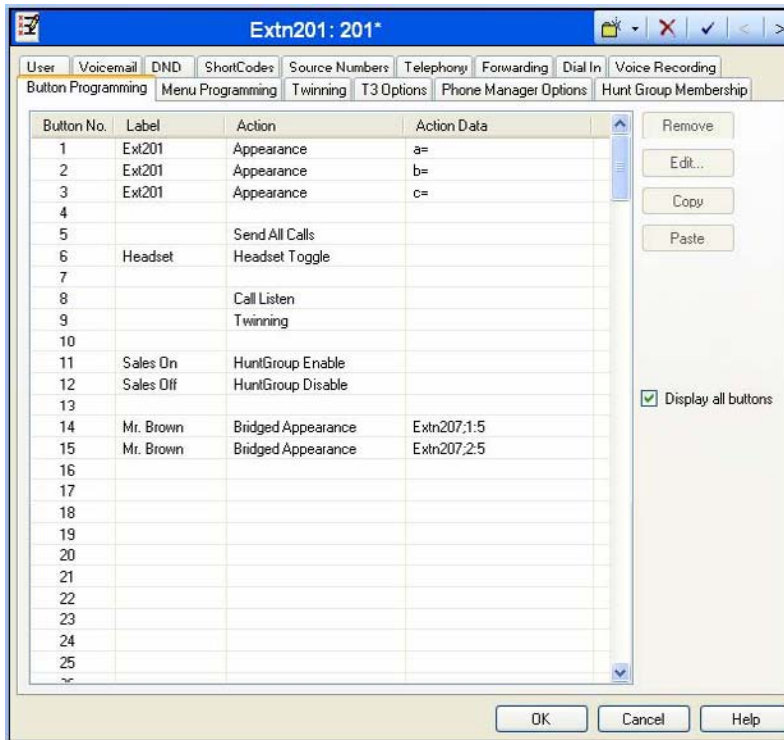 Extn201: 201*
User Voicemail DND ShortCodes Source Numbers Telephony Forwarding Dial In Voice Recording
Button Programming Menu Programming Twinning T3 Options Phone Manager Options Hunt Group Membership
Button No. Label Action Action Data
1 Ext201 Appearance a=
2 Ext201 Appearance b=
3 Ext201 Appearance c=
4
5 Send All Calls
6 Headset Headset Toggle
7
8 Call Listen
9 Twinning
10
11 Sales On HuntGroup Enable
12 Sales Off HuntGroup Disable
13
14 Mr. Brown Bridged Appearance Extn207;1:5
15 Mr. Brown Bridged Appearance Extn207;2:5
16
17
18
19
20
21
22
23
24
25
Remove
Edit...
Copy
Paste
Display all buttons
OK Cancel Help